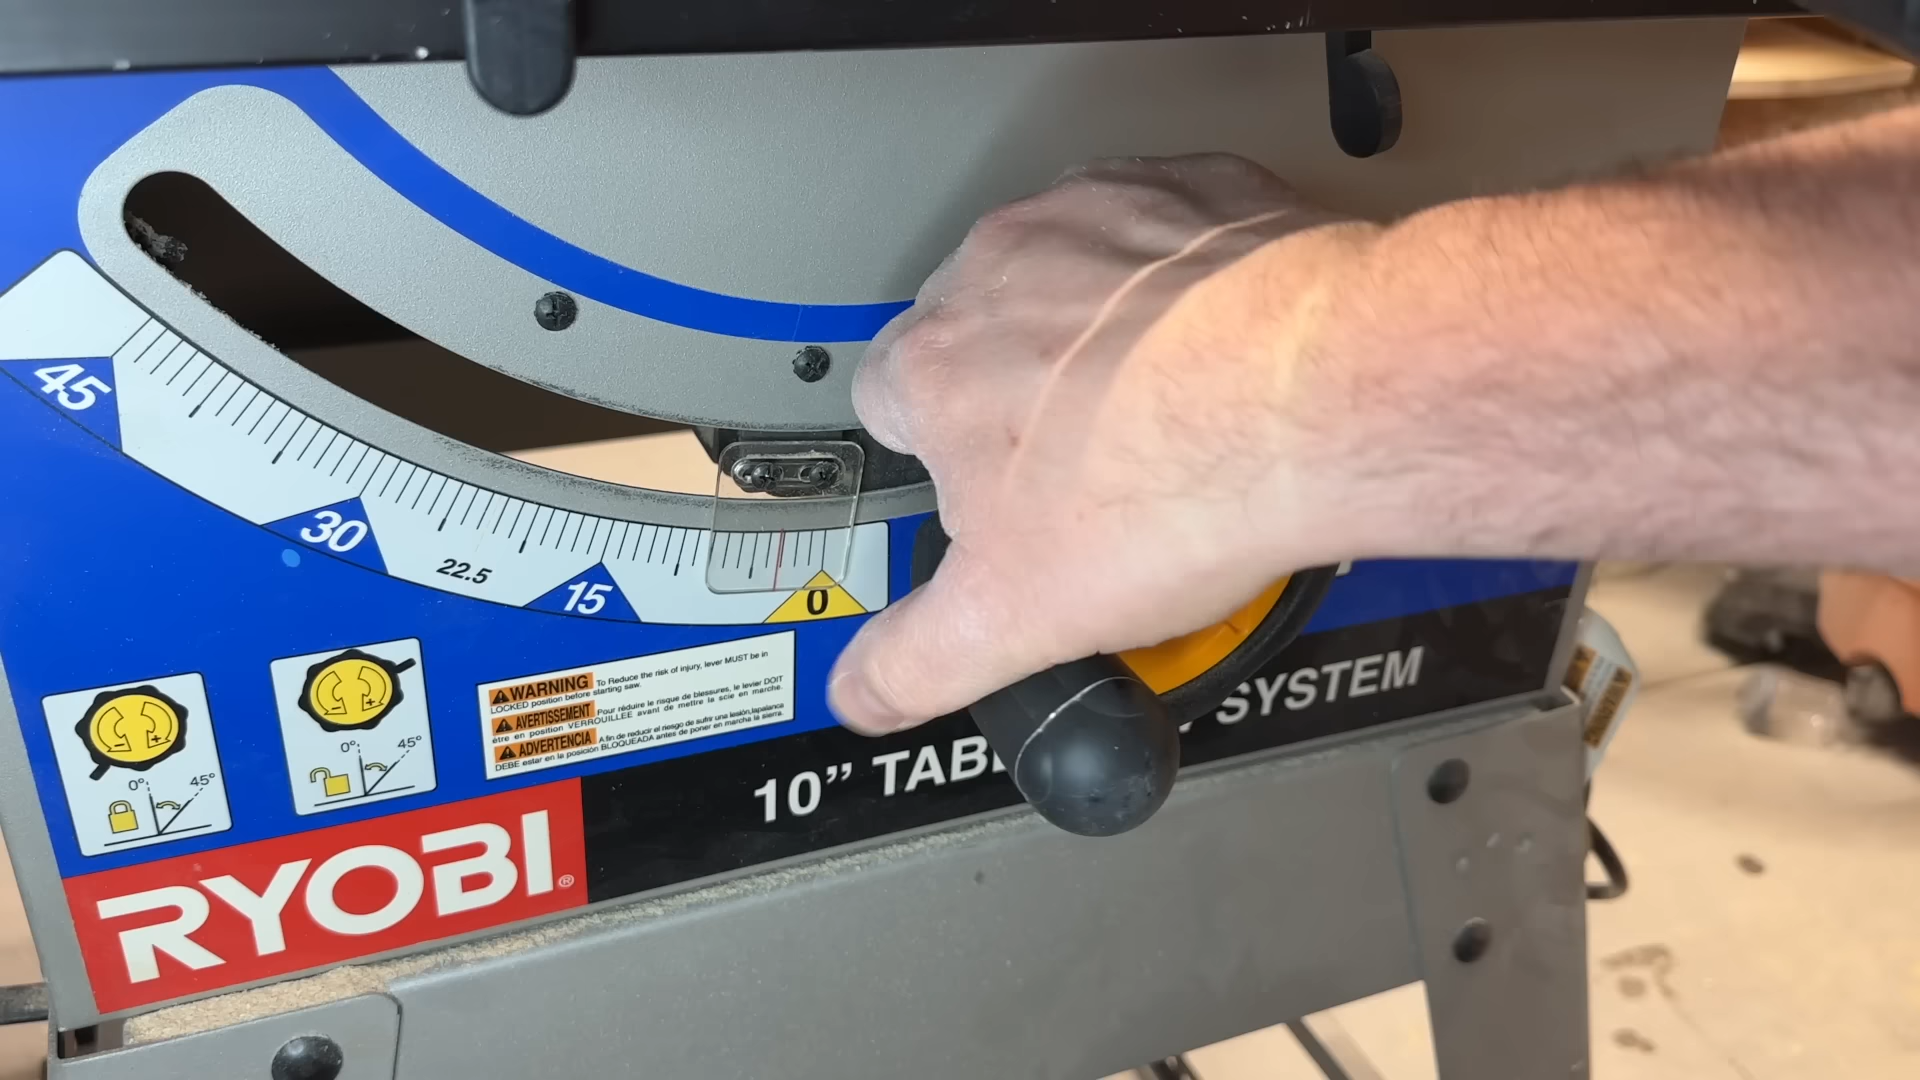 45
30
22.5
15
0
0° 45°
- +
0° 45°
- +
WARNING To Reduce the risk of injury, lever MUST be in
LOCKED position before starting saw.
AVERTISSEMENT Pour réduire le risque de blessures, le levier DOIT
être en position VERROUILLEE avant de mettre la scie en marche.
ADVERTENCIA A fin de reducir el riesgo de sufrir una lesión,lapalanca
DEBE estar en la posición BLOQUEADA antes de poner en marcha la sierra.
10” TAB
SYSTEM
RYOBI®
WARNING